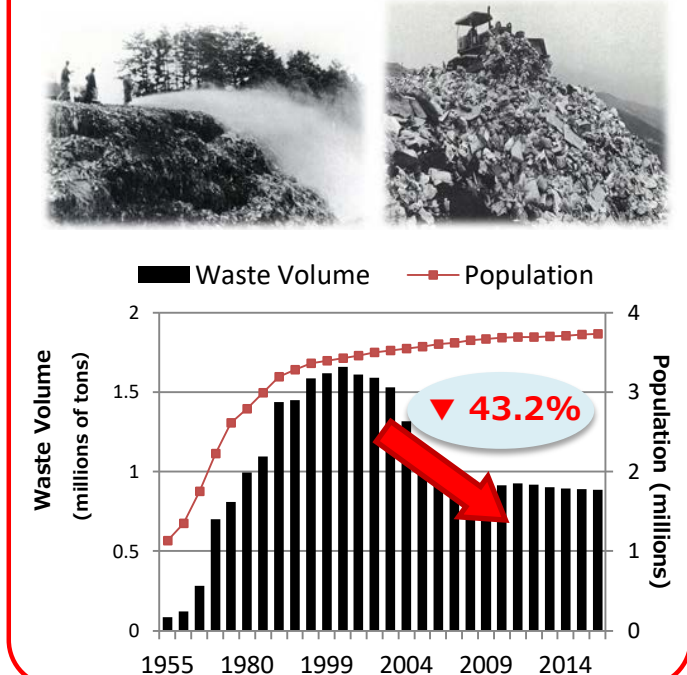 Waste Volume
Population
Waste Volume
(millions of tons)
2
1.5
1
0.5
0
▼ 43.2%
4
3
2
1
0
Population (millions)
1955 1980 1999 2004 2009 2014